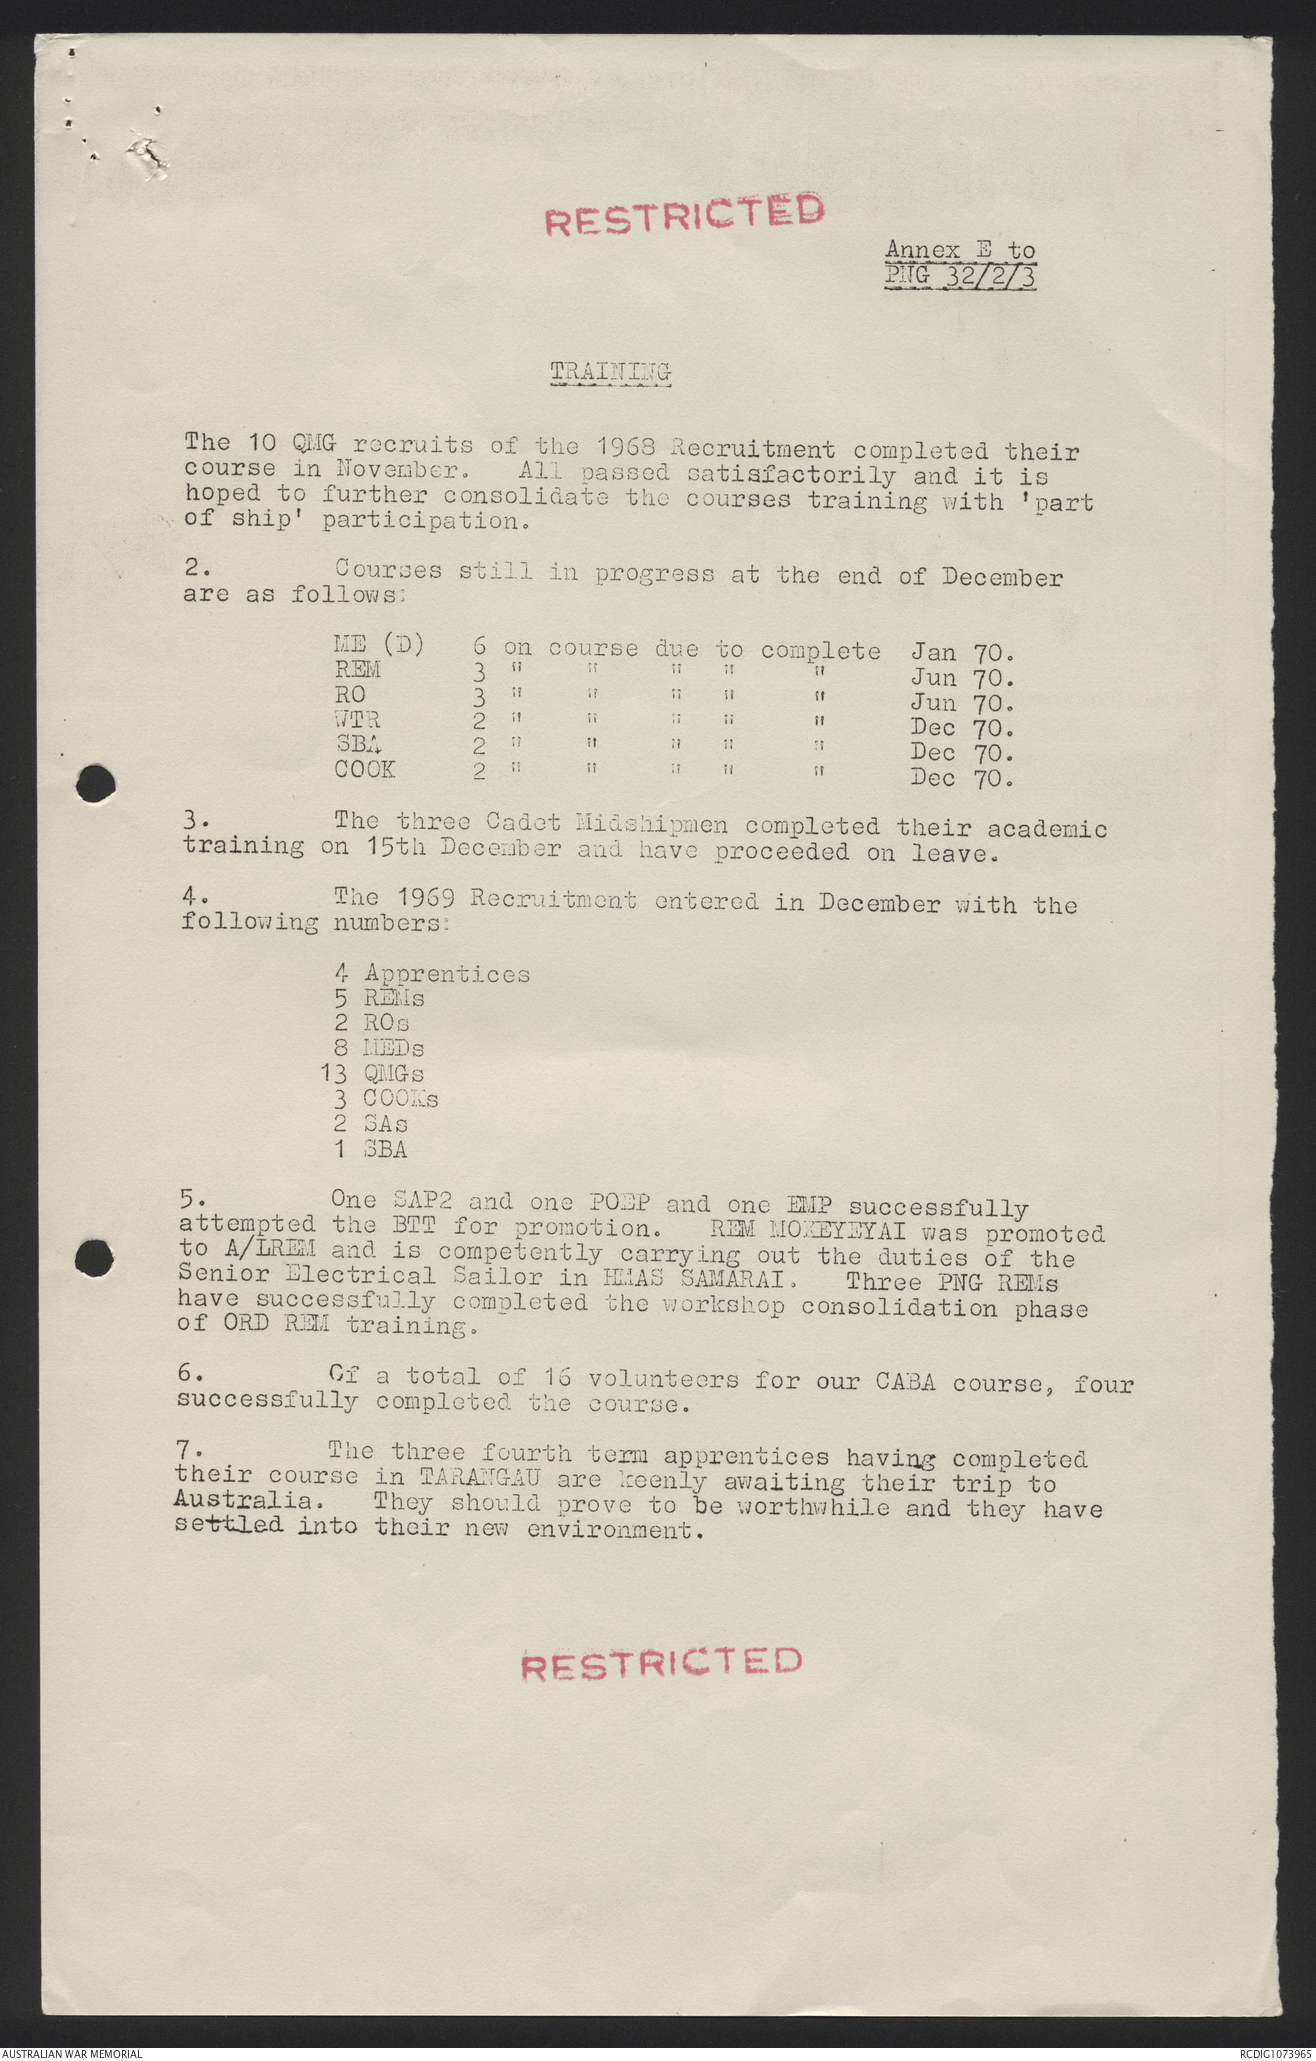 RESTRICTED
Annex E to
PNG 32/2/3
TRAINING
The 10 QMG recruits of the 1968 Recruitment completed their
course in November.   All passed satisfactorily and it is
hoped to further consolidate the courses training with 'part
of ship' participation.
2.          Courses still in progress at the end of December
are as follows:
ME (D)   6 on course due to complete  Jan 70.
REM      3 "    "     "   "     "     Jun 70.
RO       3 "    "     "   "     "     Jun 70.
WTR      2 "    "     "   "     "     Dec 70.
SBA      2 "    "     "   "     "     Dec 70.
COOK     2 "    "     "   "     "     Dec 70.
3.          The three Cadet Midshipmen completed their academic
training on 15th December and have proceeded on leave.
4.          The 1969 Recruitment entered in December with the
following numbers:
4 Apprentices
5 REMs
2 ROs
8 MEDs
13 QMGs
3 COOKs
2 SAs
1 SBA
5.          One SAP2 and one POEP and one EMP successfully
attempted the BTT for promotion.   REM MOKEYEYAI was promoted
to A/LREM and is competently carrying out the duties of the
Senior Electrical Sailor in HMAS SAMARAI.   Three PNG REMs
have successfully completed the workshop consolidation phase
of ORD REM training.
6.          Of a total of 16 volunteers for our CABA course, four
successfully completed the course.
7.          The three fourth term apprentices having completed
their course in TARANGAU are keenly awaiting their trip to
Australia.   They should prove to be worthwhile and they have
settled into their new environment.
RESTRICTED
AUSTRALIAN WAR MEMORIAL
RCDIG1073965